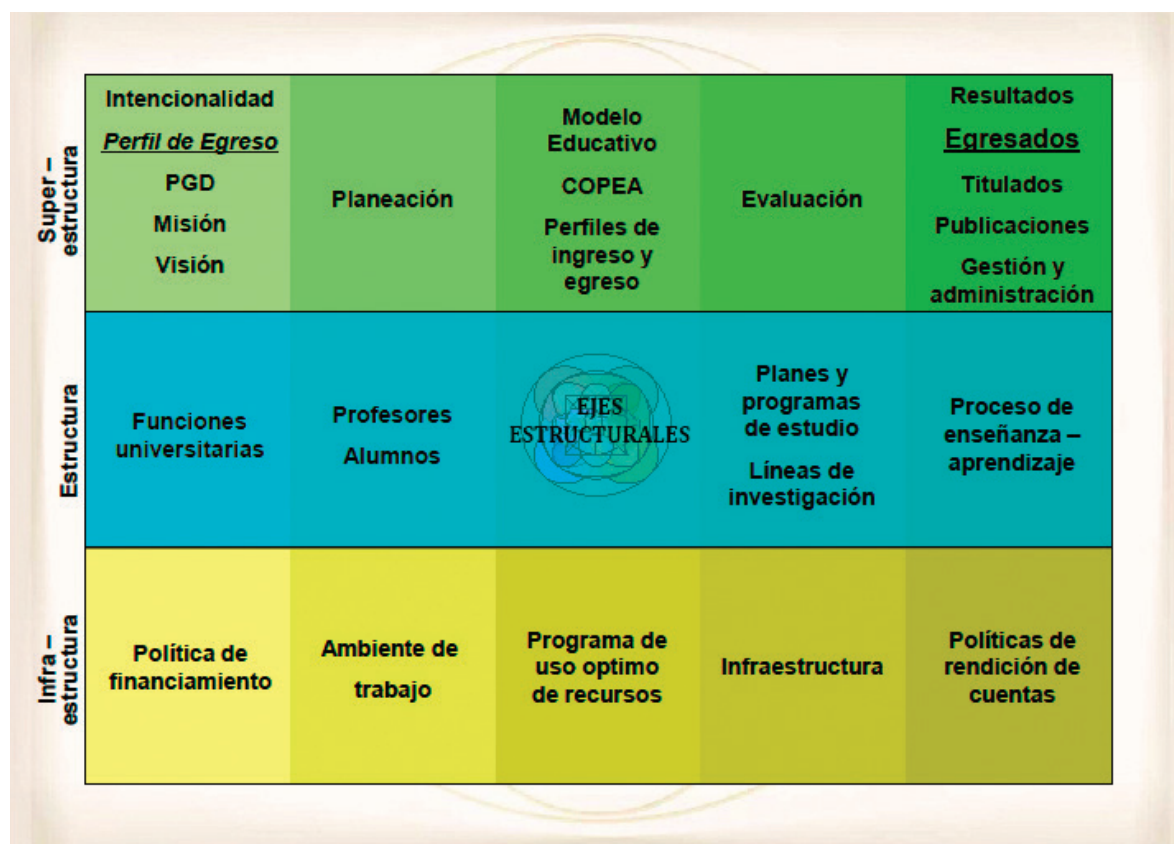 Super –
estructura
Intencionalidad
Perfil de Egreso
PGD
Misión
Visión
Planeación
Modelo
Educativo
COPEA
Perfiles de
ingreso y
egreso
Evaluación
Resultados
Egresados
Titulados
Publicaciones
Gestión y
administración
Estructura
Funciones
universitarias
Profesores
Alumnos
EJES
ESTRUCTURALES
Planes y
programas
de estudio
Líneas de
investigación
Proceso de
enseñanza –
aprendizaje
Infra –
estructura
Política de
financiamiento
Ambiente de
trabajo
Programa de
uso optimo
de recursos
Infraestructura
Políticas de
rendición de
cuentas